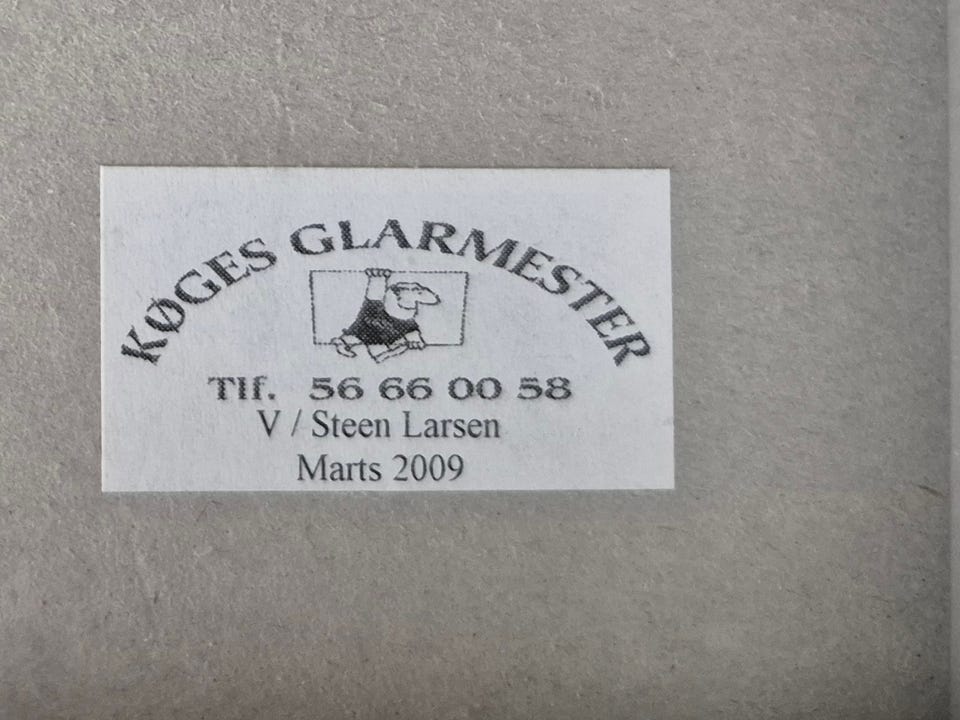 KØGES GLARMESTER
Tlf. 56 66 00 58
V / Steen Larsen
Marts 2009